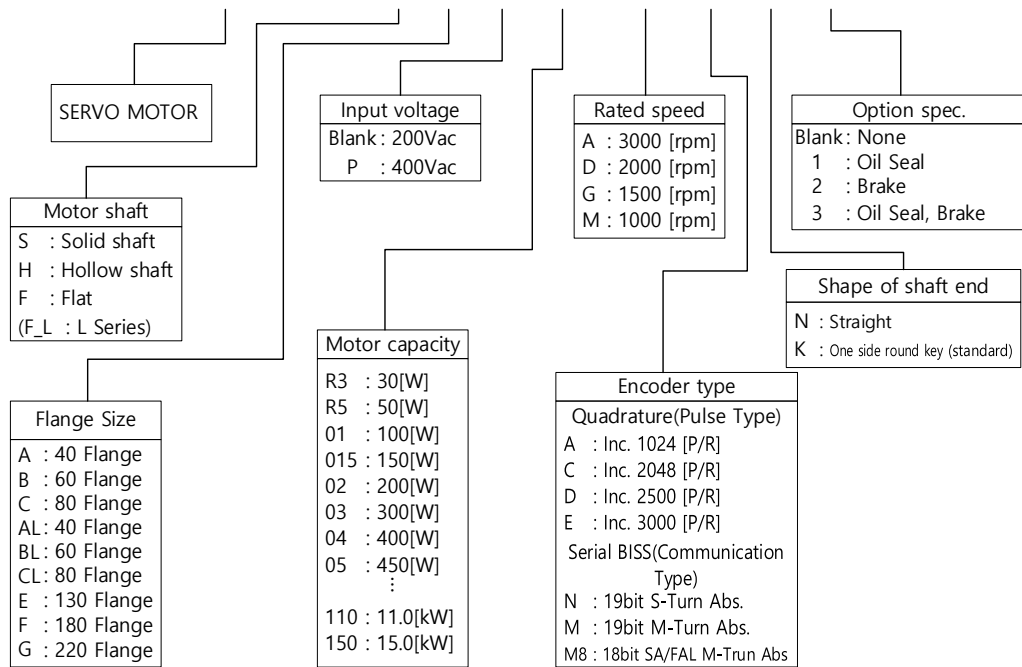 SERVO MOTOR
Motor shaft
S : Solid shaft
H : Hollow shaft
F : Flat
(F_L : L Series)
Flange Size
A : 40 Flange
B : 60 Flange
C : 80 Flange
AL : 40 Flange
BL : 60 Flange
CL : 80 Flange
E : 130 Flange
F : 180 Flange
G : 220 Flange
Input voltage
Blank : 200Vac
P : 400Vac
Motor capacity
R3 : 30[W]
R5 : 50[W]
01 : 100[W]
015 : 150[W]
02 : 200[W]
03 : 300[W]
04 : 400[W]
05 : 450[W]
⋮
110 : 11.0[kW]
150 : 15.0[kW]
Rated speed
A : 3000 [rpm]
D : 2000 [rpm]
G : 1500 [rpm]
M : 1000 [rpm]
Encoder type
Quadrature(Pulse Type)
A : Inc. 1024 [P/R]
C : Inc. 2048 [P/R]
D : Inc. 2500 [P/R]
E : Inc. 3000 [P/R]
Serial BISS(Communication
Type)
N : 19bit S-Turn Abs.
M : 19bit M-Turn Abs.
M8 : 18bit SA/FAL M-Trun Abs
Option spec.
Blank : None
1 : Oil Seal
2 : Brake
3 : Oil Seal, Brake
Shape of shaft end
N : Straight
K : One side round key (standard)